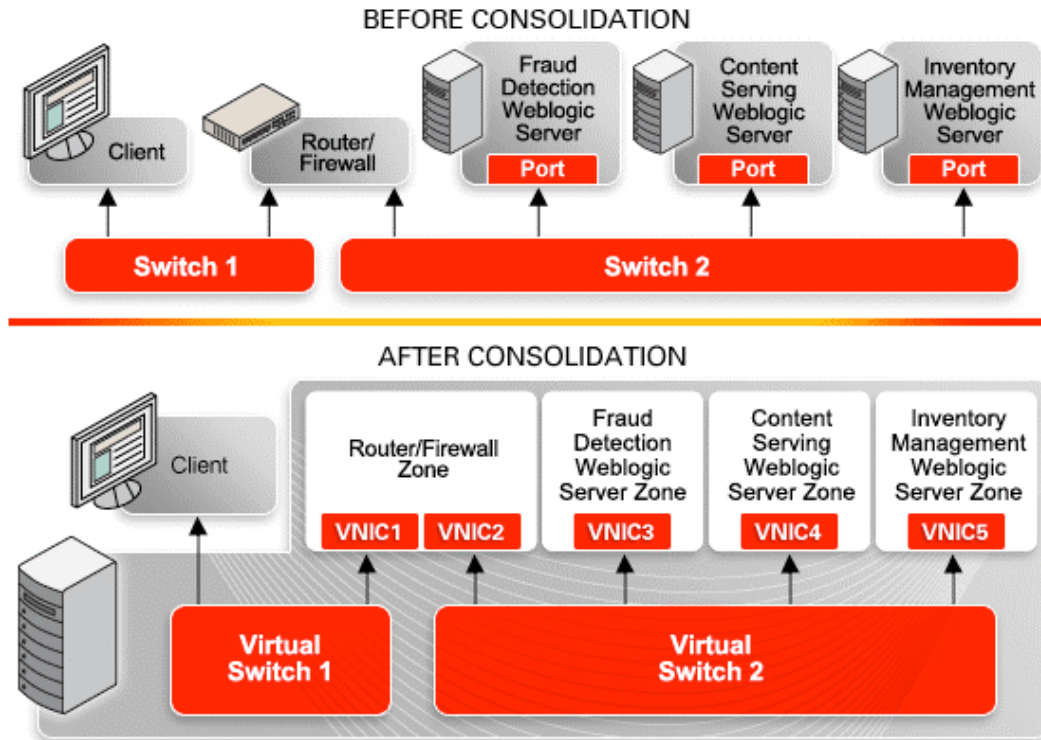 BEFORE CONSOLIDATION
Client
Router/
Firewall
Fraud
Detection
Weblogic
Server
Port
Content
Serving
Weblogic
Server
Port
Inventory
Management
Weblogic
Server
Port
Switch 1
Switch 2
AFTER CONSOLIDATION
Client
Router/Firewall
Zone
VNIC1
VNIC2
Fraud
Detection
Weblogic
Server Zone
VNIC3
Content
Serving
Weblogic
Server Zone
VNIC4
Inventory
Management
Weblogic
Server Zone
VNIC5
Virtual
Switch 1
Virtual
Switch 2